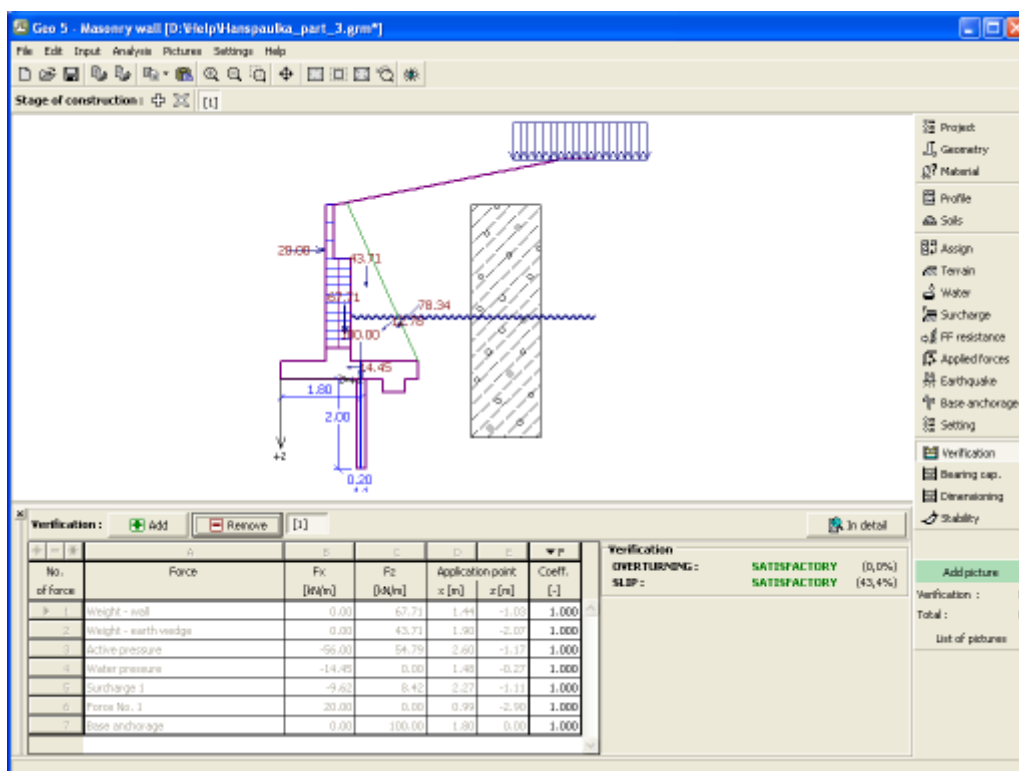 Geo 5 - Masonry wall [D:\Help\Hanspaulka_part_3.grm*]
File Edit Input Analysis Pictures Settings Help
Stage of construction : [1]
20.00
43.71
67.71
78.34
12.78
100.00
14.45
1.80
2.00
+z
0.20
Project
Geometry
Material
Profile
Soils
Assign
Terrain
Water
Surcharge
FF resistance
Applied forces
Earthquake
Base anchorage
Setting
Verification
Bearing cap.
Dimensioning
Stability
Add picture
Verification :
Total :
List of pictures
Verification : Add Remove [1] In detail
A B C D E F
No. Force Fx Fz Application point Coeff.
of force [kN/m] [kN/m] x [m] z [m] [-]
1 Weight - wall 0.00 67.71 1.44 -1.03 1.000
2 Weight - earth wedge 0.00 43.71 1.90 -2.07 1.000
3 Active pressure -56.00 54.79 2.60 -1.17 1.000
4 Water pressure -14.45 0.00 1.48 -0.27 1.000
5 Surcharge 1 -9.62 8.42 2.27 -1.11 1.000
6 Force No. 1 20.00 0.00 0.99 -2.90 1.000
7 Base anchorage 0.00 100.00 1.80 0.00 1.000
Verification
OVERTURNING : SATISFACTORY (0,0%)
SLIP : SATISFACTORY (43,4%)